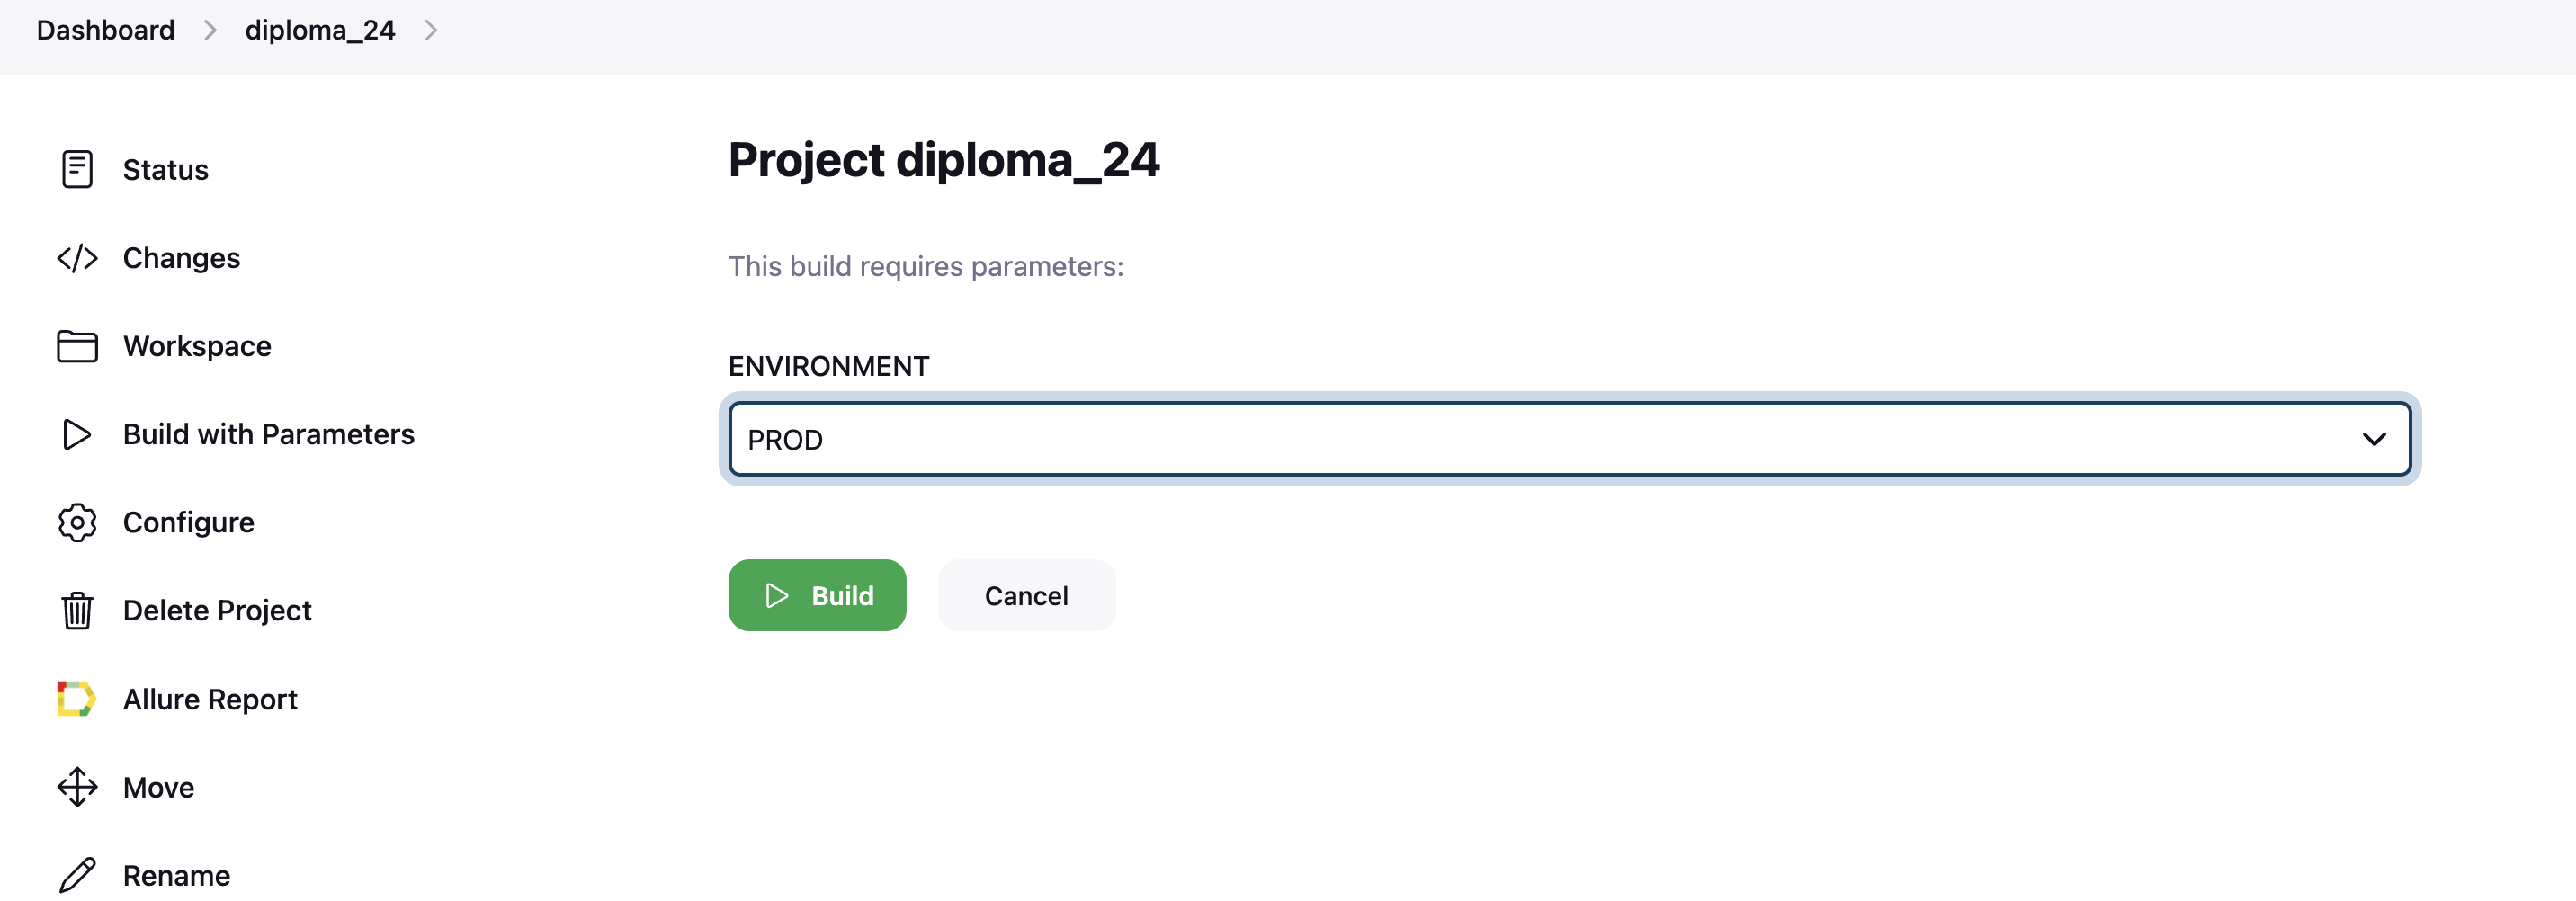 Dashboard > diploma_24 >
Status
Changes
Workspace
Build with Parameters
Configure
Delete Project
Allure Report
Move
Rename
Project diploma_24
This build requires parameters:
ENVIRONMENT
PROD
Build Cancel